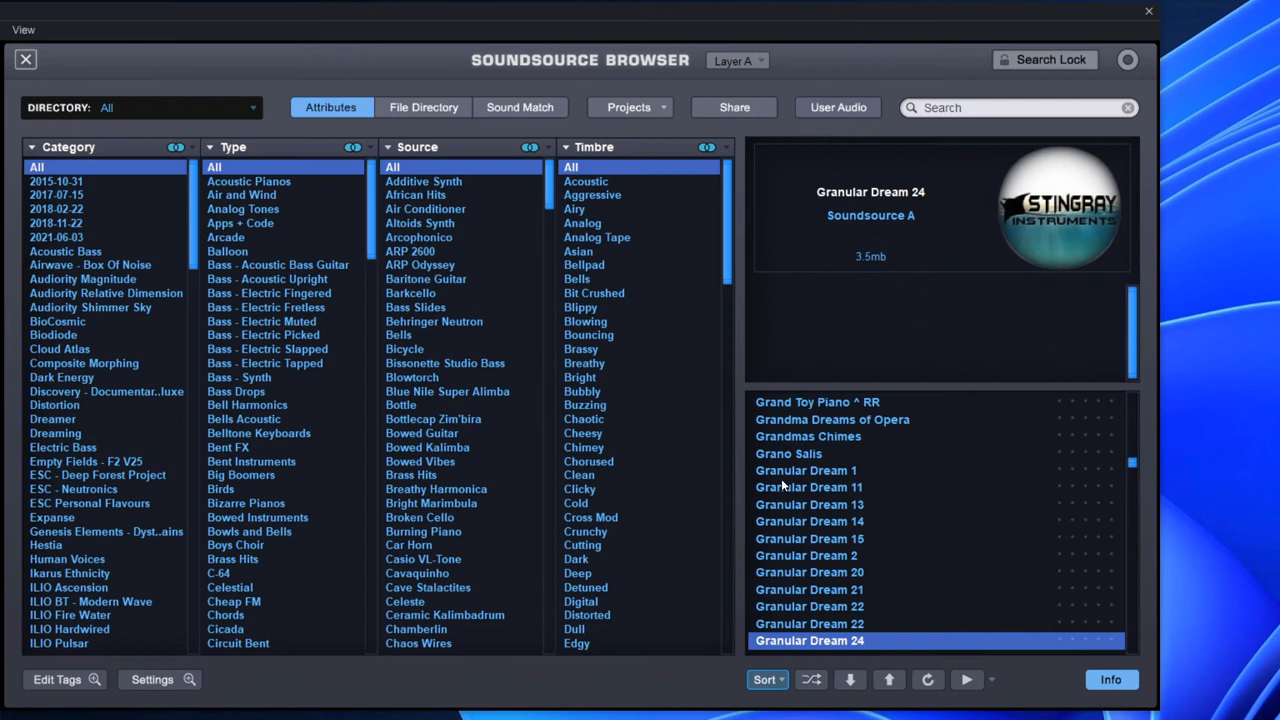 View
SOUNDSOURCE BROWSER
Layer A
Search Lock
DIRECTORY: All
Attributes
File Directory
Sound Match
Projects
Share
User Audio
Search
Category
All
2015-10-31
2017-07-15
2018-02-22
2018-11-22
2021-06-03
Acoustic Bass
Airwave - Box Of Noise
Audiority Magnitude
Audiority Relative Dimension
Audiority Shimmer Sky
BioCosmic
Biodiode
Cloud Atlas
Composite Morphing
Dark Energy
Discovery - Documentar..luxe
Distortion
Dreamer
Dreaming
Electric Bass
Empty Fields - F2 V25
ESC - Deep Forest Project
ESC - Neutronics
ESC Personal Flavours
Expanse
Genesis Elements - Dyst..ains
Hestia
Human Voices
Ikarus Ethnicity
ILIO Ascension
ILIO BT - Modern Wave
ILIO Fire Water
ILIO Hardwired
ILIO Pulsar
Type
All
Acoustic Pianos
Air and Wind
Analog Tones
Apps + Code
Arcade
Balloon
Bass - Acoustic Bass Guitar
Bass - Acoustic Upright
Bass - Electric Fingered
Bass - Electric Fretless
Bass - Electric Muted
Bass - Electric Picked
Bass - Electric Slapped
Bass - Electric Tapped
Bass - Synth
Bass Drops
Bell Harmonics
Bells Acoustic
Belltone Keyboards
Bent FX
Bent Instruments
Big Boomers
Birds
Bizarre Pianos
Bowed Instruments
Bowls and Bells
Boys Choir
Brass Hits
C-64
Celestial
Cheap FM
Chords
Cicada
Circuit Bent
Source
All
Additive Synth
African Hits
Air Conditioner
Altoids Synth
Arcophonico
ARP 2600
ARP Odyssey
Baritone Guitar
Barkcello
Bass Slides
Behringer Neutron
Bells
Bicycle
Bissonette Studio Bass
Blowtorch
Blue Nile Super Alimba
Bottle
Bottlecap Zim'bira
Bowed Guitar
Bowed Kalimba
Bowed Vibes
Brass Hits
Breathy Harmonica
Bright Marimbula
Broken Cello
Burning Piano
Car Horn
Casio VL-Tone
Cavaquinho
Cave Stalactites
Celeste
Ceramic Kalimbadrum
Chamberlin
Chaos Wires
Timbre
All
Acoustic
Aggressive
Airy
Analog
Analog Tape
Asian
Bellpad
Bells
Bit Crushed
Blippy
Blowing
Bouncing
Brassy
Breathy
Bright
Bubbly
Buzzing
Chaotic
Cheesy
Chimey
Chorused
Clean
Clicky
Cold
Cross Mod
Crunchy
Cutting
Dark
Deep
Detuned
Digital
Distorted
Dull
Edgy
Granular Dream 24
Soundsource A
3.5mb
STINGRAY
INSTRUMENTS
Grand Toy Piano ^ RR
Grandma Dreams of Opera
Grandmas Chimes
Grano Salis
Granular Dream 1
Granular Dream 11
Granular Dream 13
Granular Dream 14
Granular Dream 15
Granular Dream 2
Granular Dream 20
Granular Dream 21
Granular Dream 22
Granular Dream 22
Granular Dream 24
Edit Tags
Settings
Sort
Info